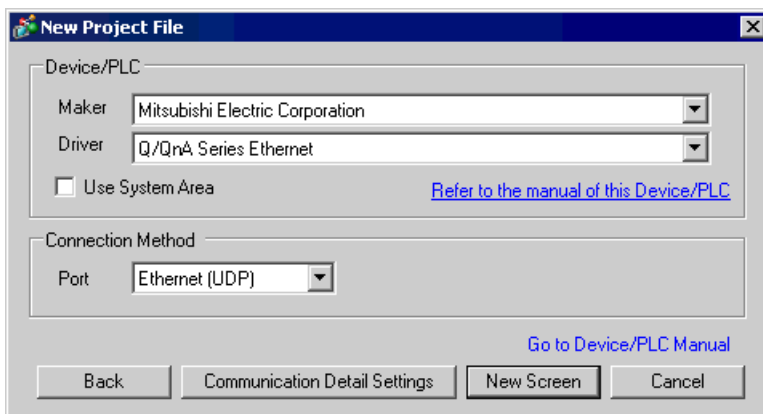 New Project File
Device/PLC
Maker Mitsubishi Electric Corporation
Driver Q/QnA Series Ethernet
Use System Area Refer to the manual of this Device/PLC
Connection Method
Port Ethernet (UDP)
Go to Device/PLC Manual
Back Communication Detail Settings New Screen Cancel